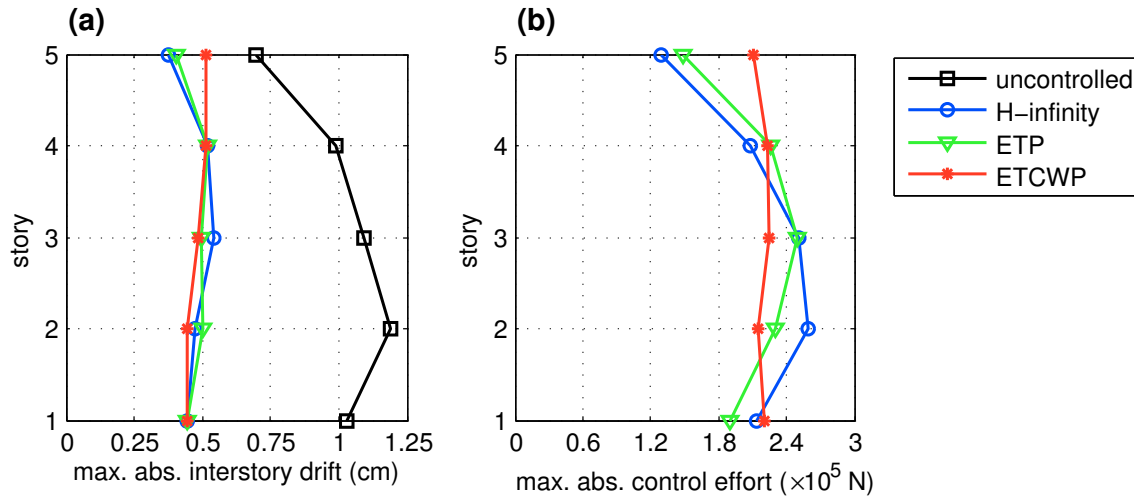 (a)
5
4
3
2
1
story
0 0.25 0.5 0.75 1 1.25
max. abs. interstory drift (cm)
(b)
5
4
3
2
1
story
0 0.6 1.2 1.8 2.4 3
max. abs. control effort (×10⁵ N)
uncontrolled
H−infinity
ETP
ETCWP